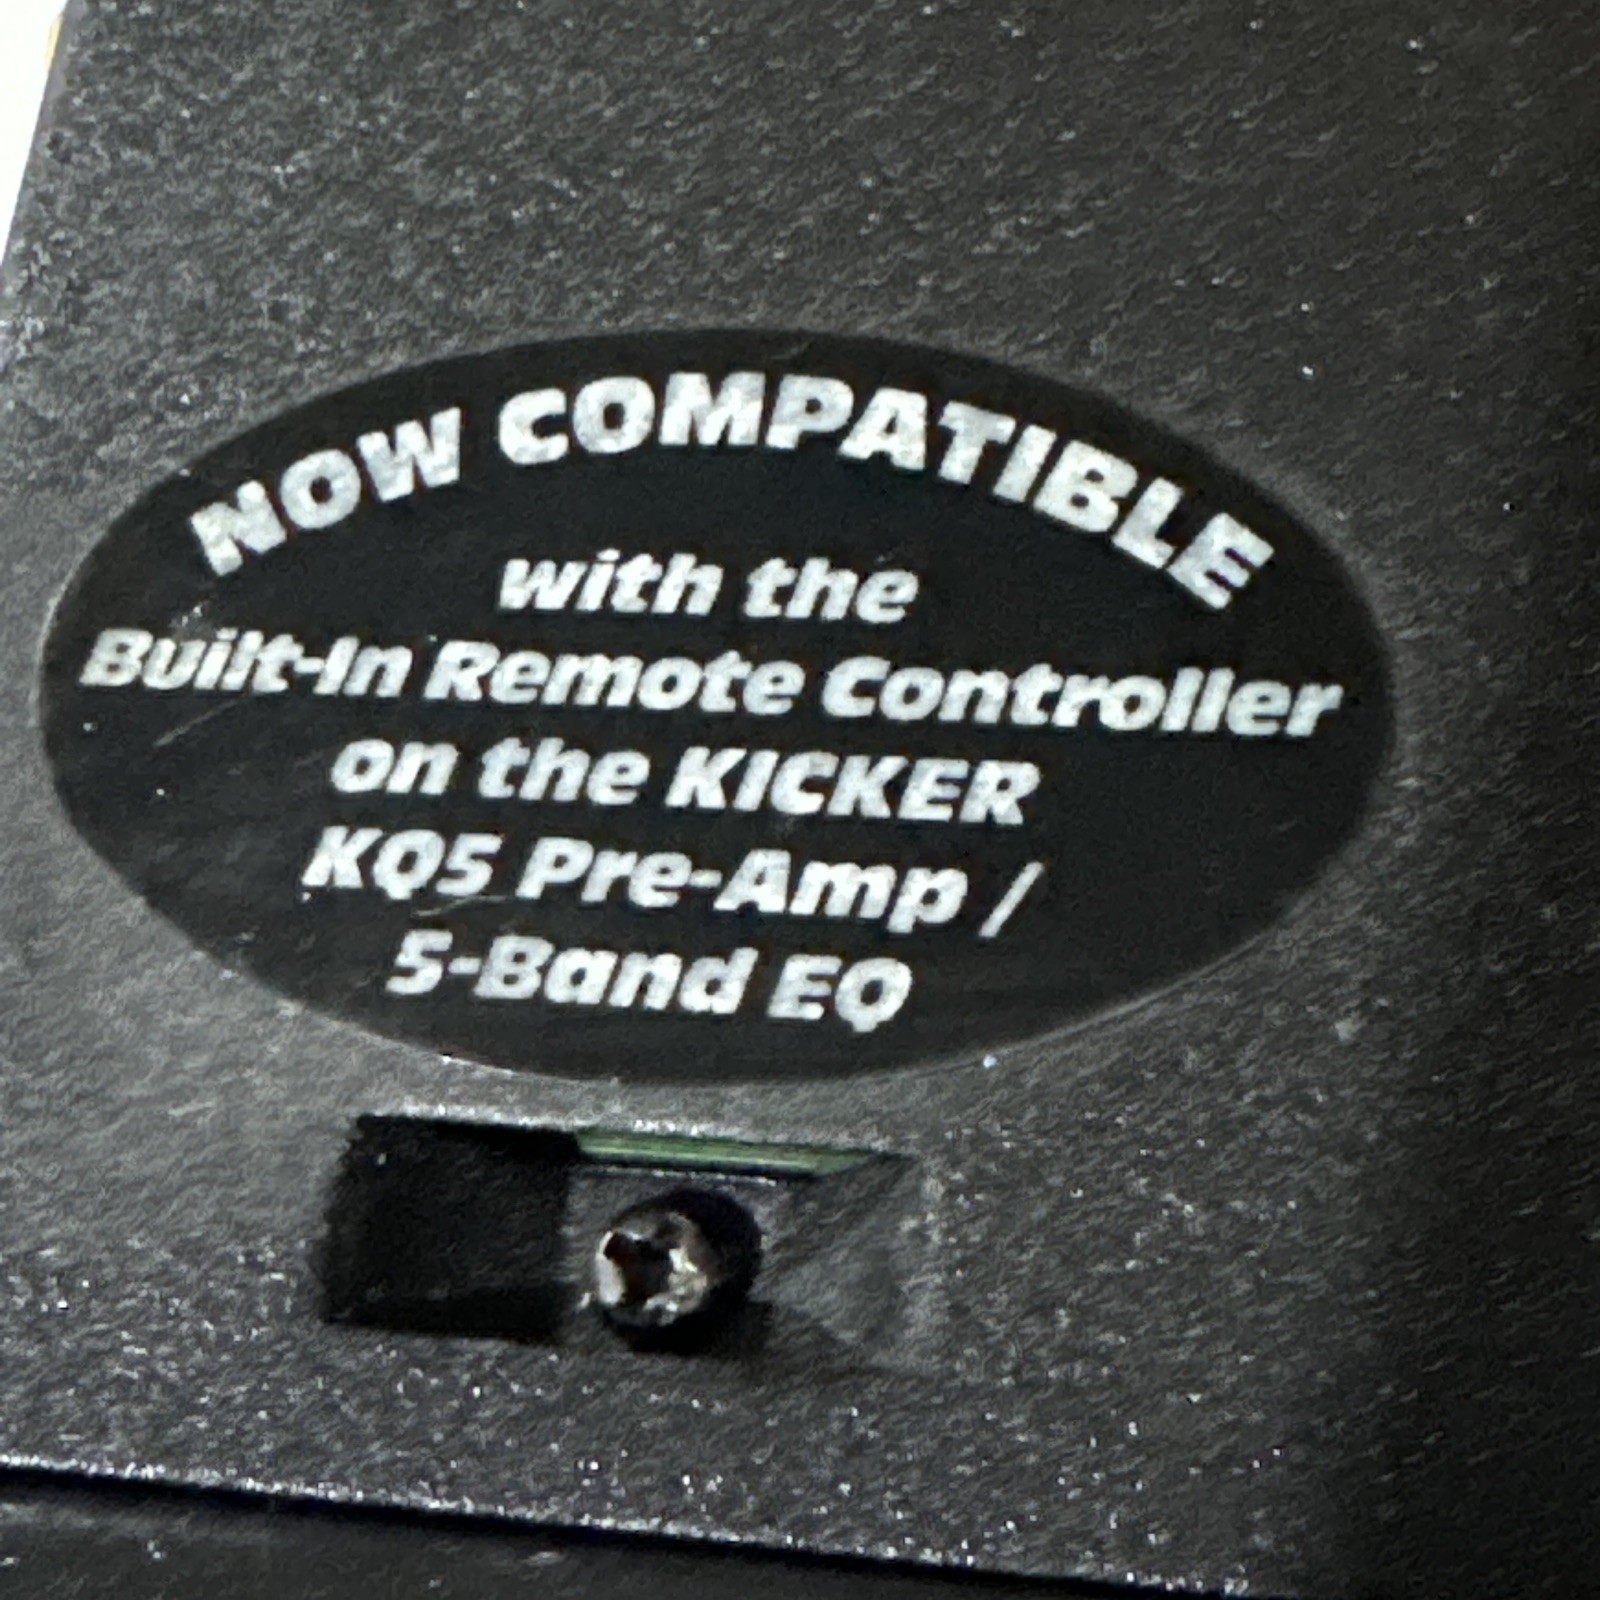 NOW COMPATIBLE
with the
Built-In Remote Controller
on the KICKER
KQ5 Pre-Amp /
5-Band EQ